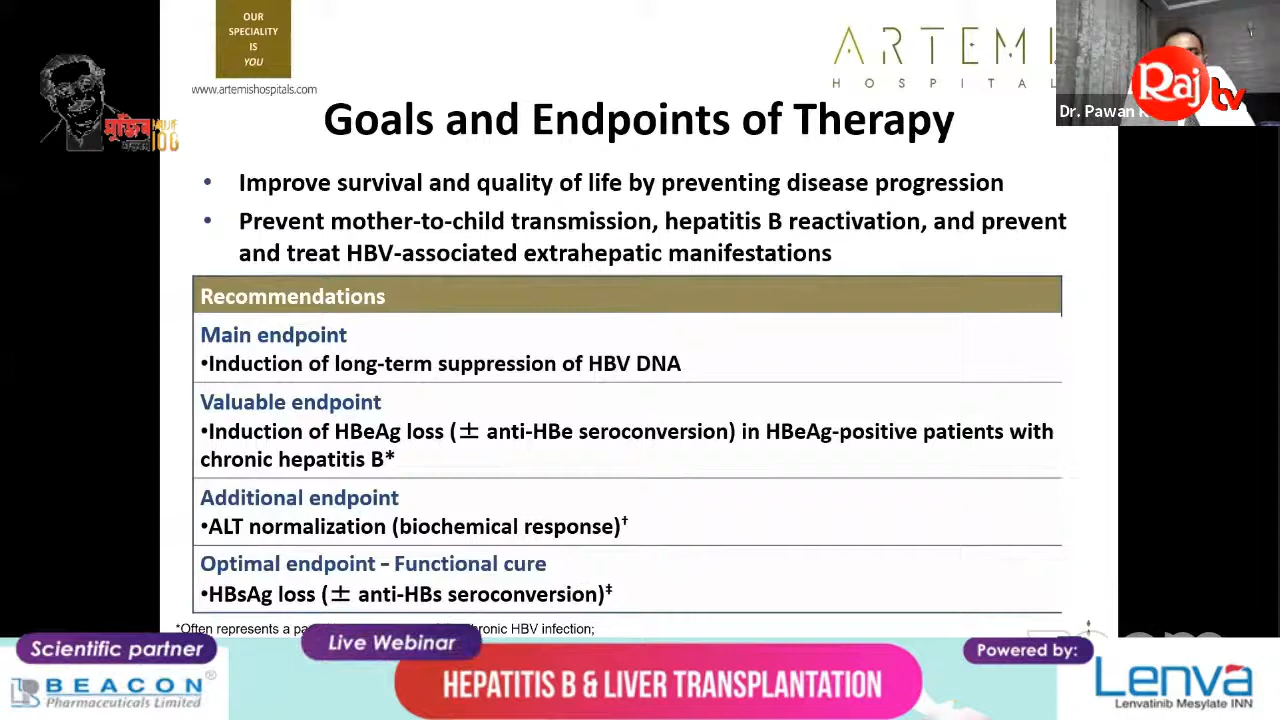 OUR
SPECIALITY
IS
YOU
www.artemishospitals.com
ARTEMI
HOSPITAL
Raj tv
Dr. Pawan
মুজিব
100
Goals and Endpoints of Therapy
• Improve survival and quality of life by preventing disease progression
• Prevent mother-to-child transmission, hepatitis B reactivation, and prevent
and treat HBV-associated extrahepatic manifestations
Recommendations
Main endpoint
•Induction of long-term suppression of HBV DNA
Valuable endpoint
•Induction of HBeAg loss (± anti-HBe seroconversion) in HBeAg-positive patients with
chronic hepatitis B*
Additional endpoint
•ALT normalization (biochemical response)†
Optimal endpoint – Functional cure
•HBsAg loss (± anti-HBs seroconversion)‡
*Often represents a chronic HBV infection;
Scientific partner
Live Webinar
Powered by:
BEACON®
Pharmaceuticals Limited
HEPATITIS B & LIVER TRANSPLANTATION
Lenva
Lenvatinib Mesylate INN